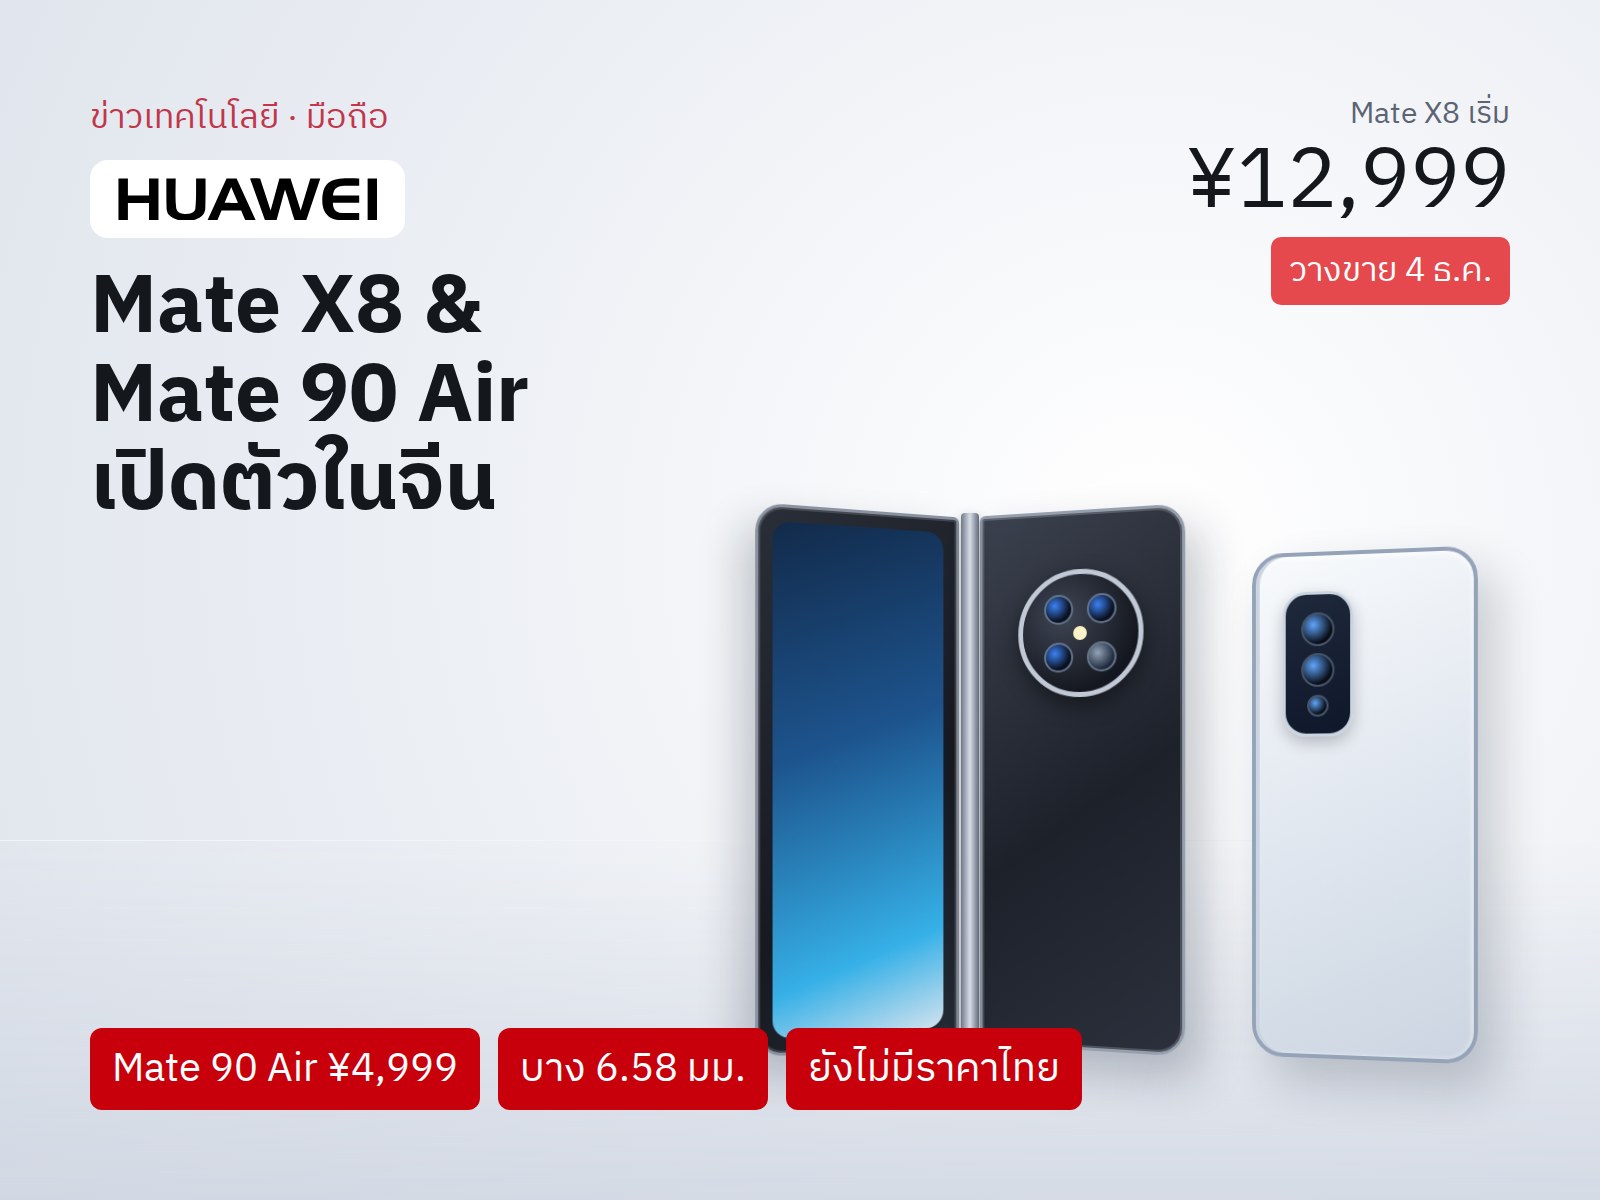 ข่าวเทคโนโลยี · มือถือ
HUAWEI
Mate X8 &
Mate 90 Air
เปิดตัวในจีน
Mate X8 เริ่ม
¥12,999
วางขาย 4 ธ.ค.
Mate 90 Air ¥4,999
บาง 6.58 มม.
ยังไม่มีราคาไทย